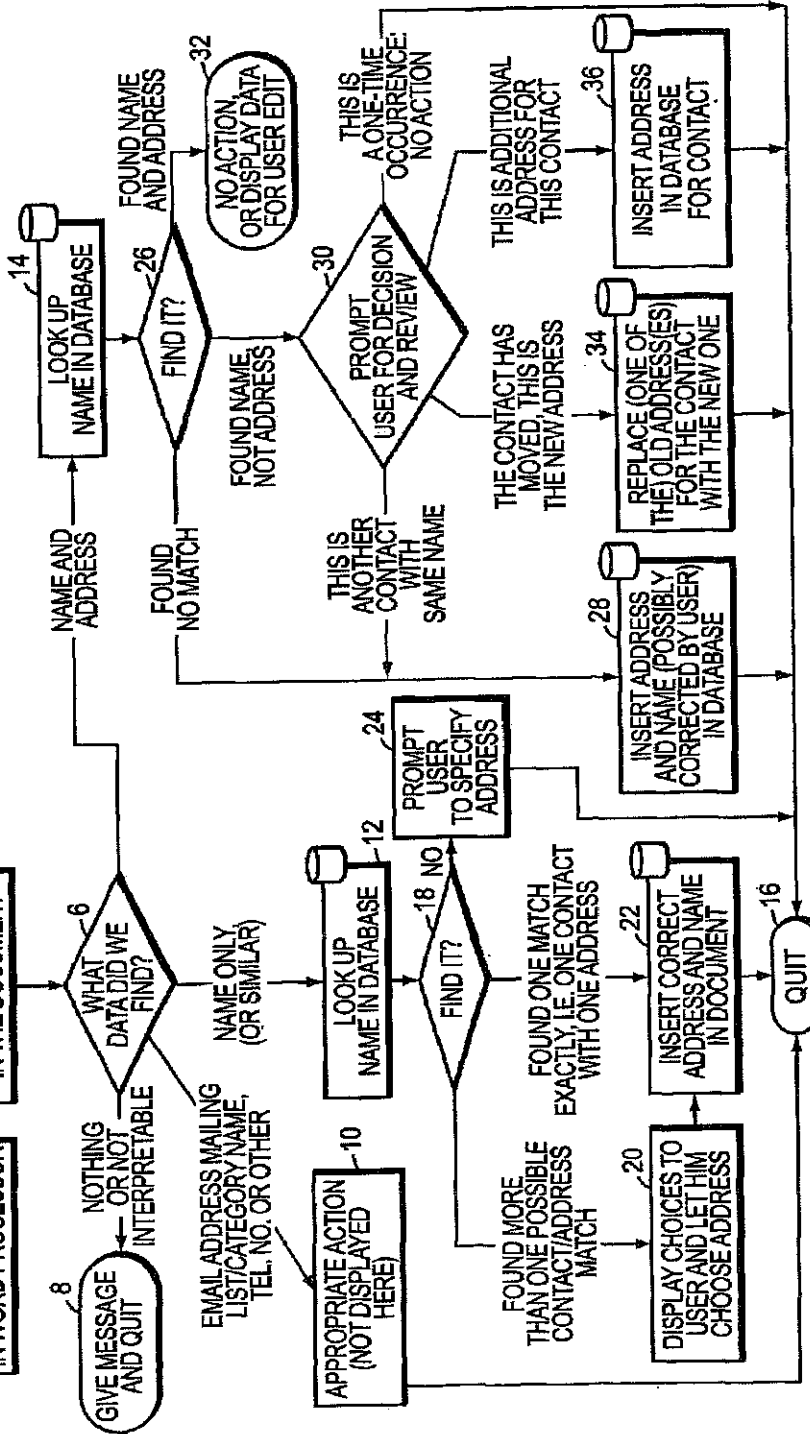 IN WORD PROCESSOR
IN THE DOCUMENT
6
WHAT
DATA DID WE
FIND?
NOTHING
OR NOT
INTERPRETABLE
8
GIVE MESSAGE
AND QUIT
EMAIL ADDRESS MAILING
LIST/CATEGORY NAME,
TEL. NO. OR OTHER
10
APPROPRIATE ACTION
(NOT DISPLAYED
HERE)
NAME ONLY,
(OR SIMILAR)
12
LOOK UP
NAME IN DATABASE
18
FIND IT?
NO
24
PROMPT
USER
TO SPECIFY
ADDRESS
FOUND MORE
THAN ONE POSSIBLE
CONTACT/ADDRESS
MATCH
20
DISPLAY CHOICES TO
USER AND LET HIM
CHOOSE ADDRESS
FOUND ONE MATCH
EXACTLY, I.E. ONE CONTACT
WITH ONE ADDRESS
22
INSERT CORRECT
ADDRESS AND NAME
IN DOCUMENT
16
QUIT
NAME AND
ADDRESS
14
LOOK UP
NAME IN DATABASE
26
FIND IT?
FOUND
NO MATCH
FOUND NAME
AND ADDRESS
32
NO ACTION,
OR DISPLAY DATA
FOR USER EDIT
FOUND NAME,
NOT ADDRESS
30
PROMPT
USER FOR DECISION
AND REVIEW
THIS IS
ANOTHER
CONTACT
WITH
SAME NAME
28
INSERT ADDRESS
AND NAME (POSSIBLY
CORRECTED BY USER)
IN DATABASE
THE CONTACT HAS
MOVED, THIS IS
THE NEW ADDRESS
34
REPLACE (ONE OF
THE) OLD ADDRESS(ES)
FOR THE CONTACT
WITH THE NEW ONE
THIS IS ADDITIONAL
ADDRESS FOR
THIS CONTACT
36
INSERT ADDRESS
IN DATABASE
FOR CONTACT
THIS IS
A ONE-TIME
OCCURRENCE:
NO ACTION